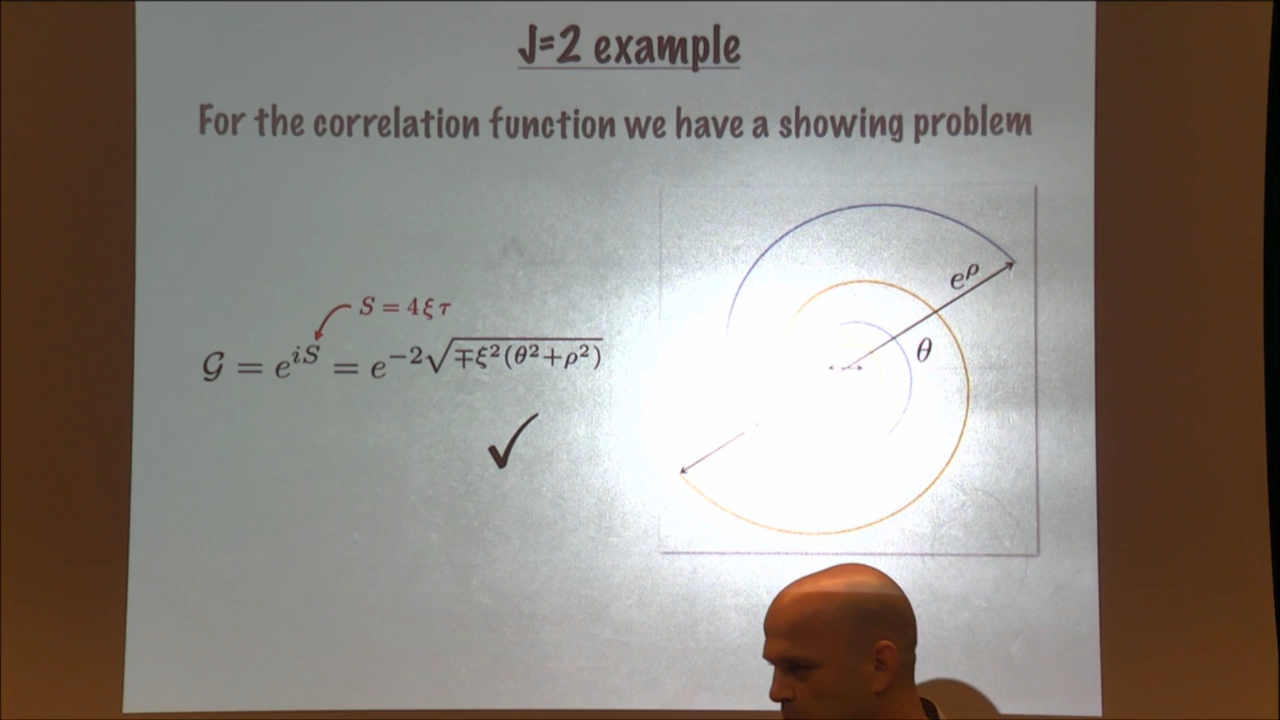 J=2 example
For the correlation function we have a showing problem
S = 4ξτ
𝒢 = e^{iS} = e^{-2√(∓ξ²(θ²+ρ²))}
✓
e^ρ
θ